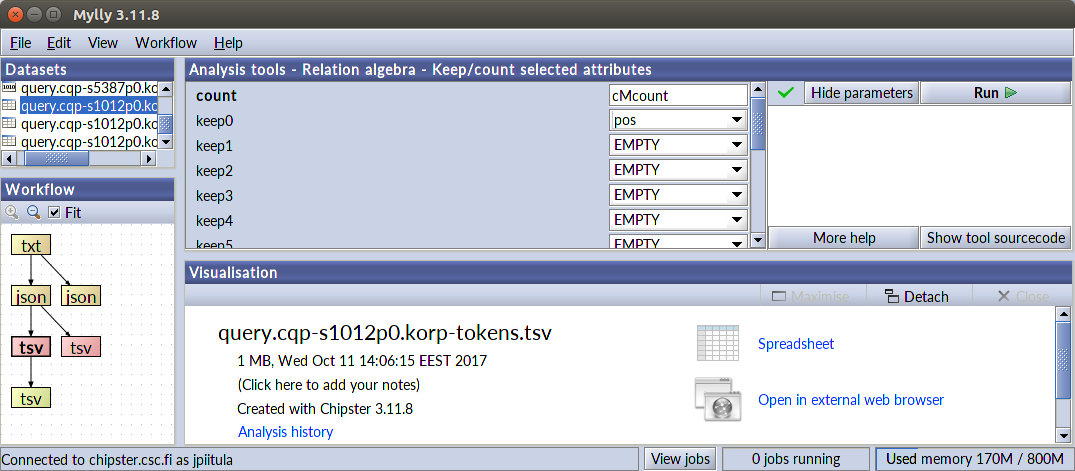 Mylly 3.11.8
File Edit View Workflow Help
Datasets
query.cqp-s5387p0.ko
query.cqp-s1012p0.kc
query.cqp-s1012p0.kc
query.cqp-s1012p0.kc
Workflow
Fit
txt
json json
tsv tsv
tsv
Analysis tools - Relation algebra - Keep/count selected attributes
count cMcount
keep0 pos
keep1 EMPTY
keep2 EMPTY
keep3 EMPTY
keep4 EMPTY
keep5 EMPTY
Hide parameters Run
More help Show tool sourcecode
Visualisation
Maximise Detach Close
query.cqp-s1012p0.korp-tokens.tsv
1 MB, Wed Oct 11 14:06:15 EEST 2017
(Click here to add your notes)
Created with Chipster 3.11.8
Analysis history
Spreadsheet
Open in external web browser
Connected to chipster.csc.fi as jpiitula View jobs 0 jobs running Used memory 170M / 800M